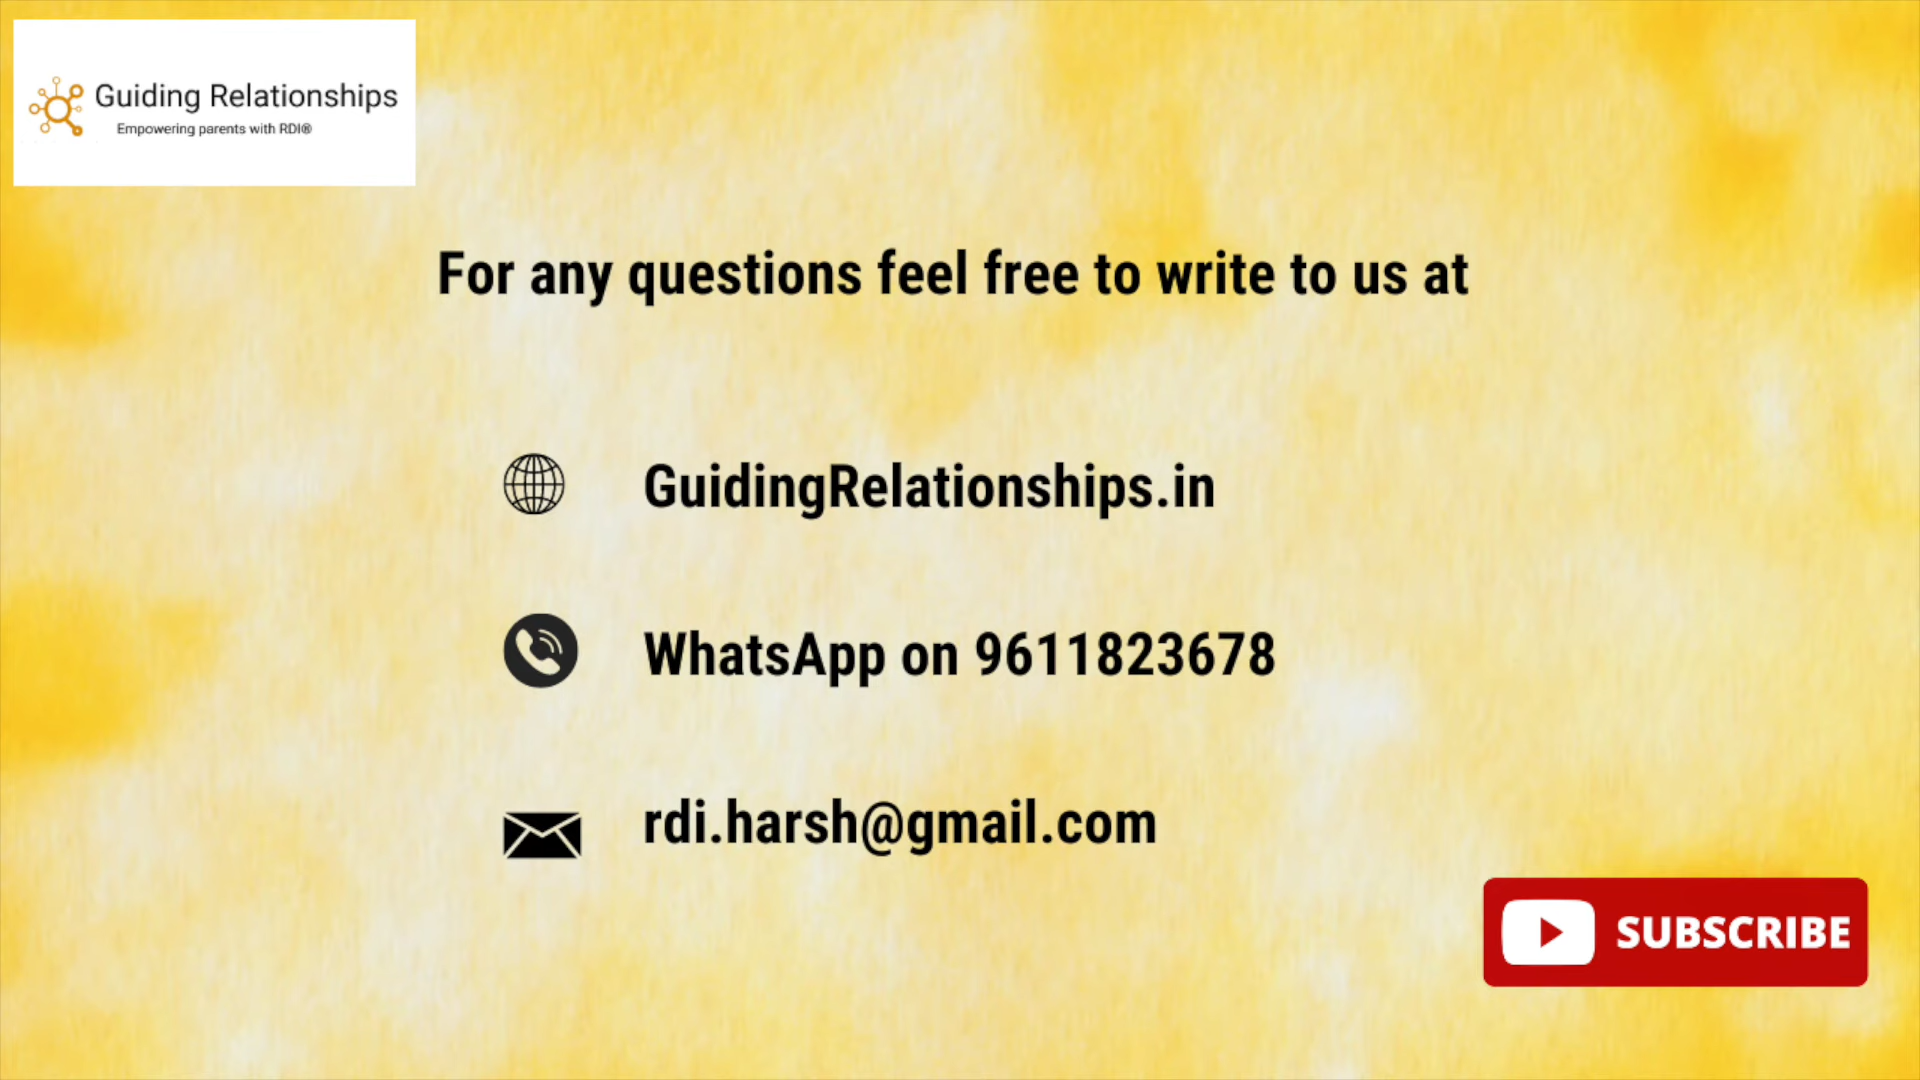 Guiding Relationships
Empowering parents with RDI®
For any questions feel free to write to us at
GuidingRelationships.in
WhatsApp on 9611823678
rdi.harsh@gmail.com
SUBSCRIBE